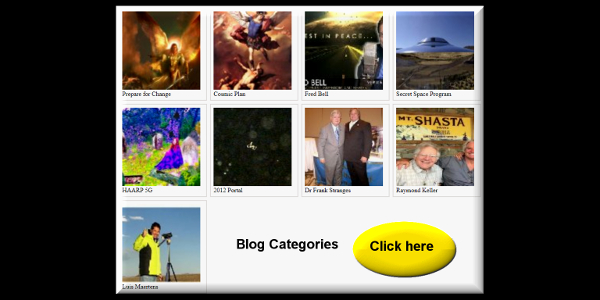 EST IN PEACE...
D BELL
Prepare for Change
Cosmic Plan
Fred Bell
Secret Space Program
MT. SHASTA
HAARP 5G
2012 Portal
Dr Frank Stranges
Raymond Keller
Blog Categories
Click here
Luis Maertens